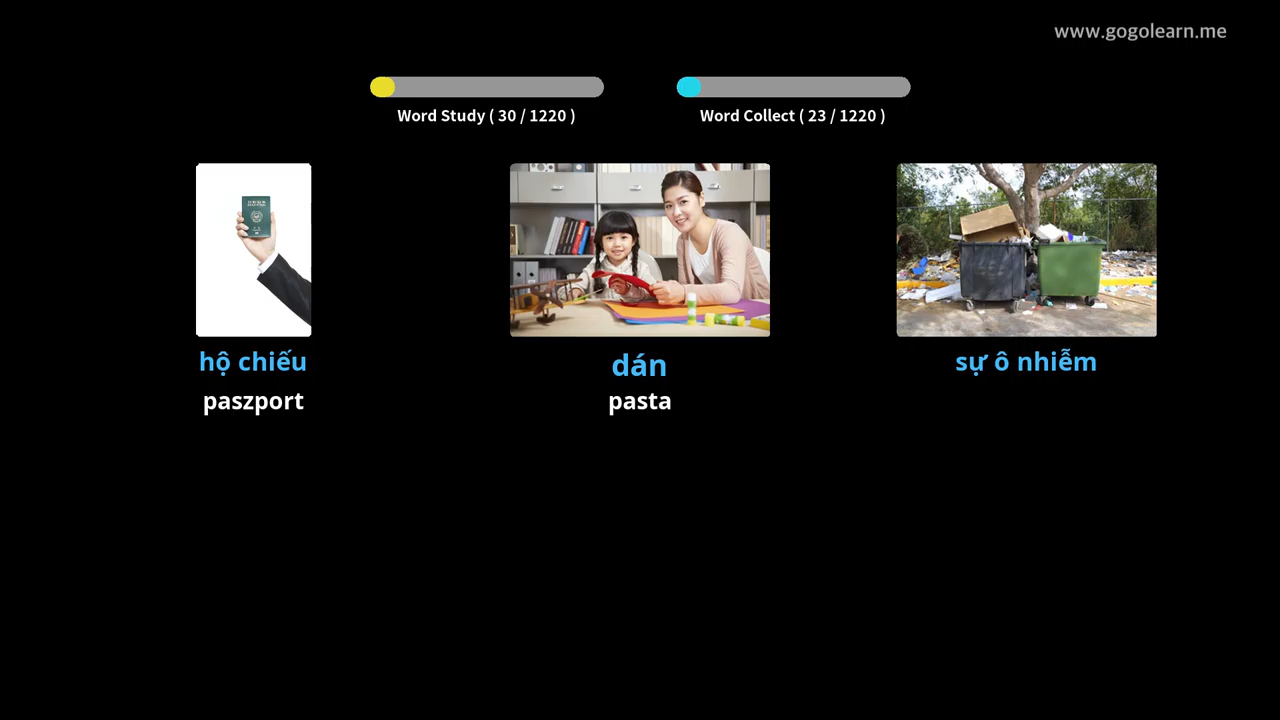 www.gogolearn.me
Word Study ( 30 / 1220 )
Word Collect ( 23 / 1220 )
hộ chiếu
paszport
dán
pasta
sự ô nhiễm